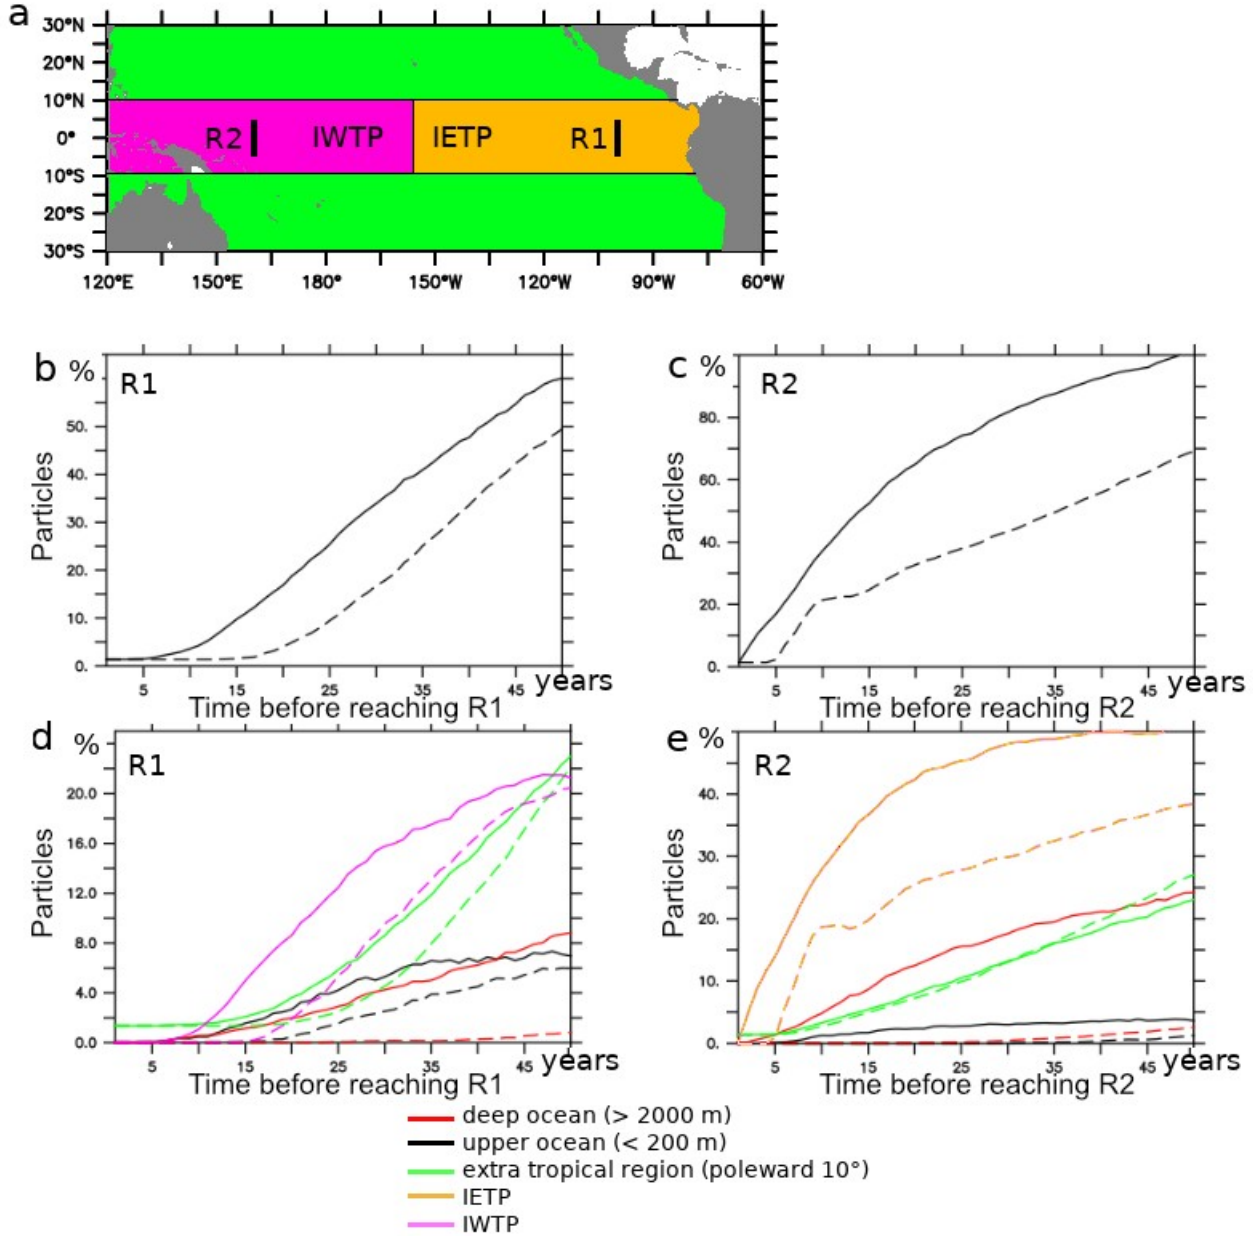 a
30°N
20°N
10°N
0°
10°S
20°S
30°S
R2
IWTP
IETP
R1
120°E 150°E 180° 150°W 120°W 90°W 60°W
b
%
R1
50.
40.
30.
20.
10.
0.
Particles
5 15 25 35 45 years
Time before reaching R1
c
%
R2
80.
60.
40.
20.
0.
Particles
5 15 25 35 45 years
Time before reaching R2
d
%
R1
20.0
16.0
12.0
8.0
4.0
0.0
Particles
5 15 25 35 45 years
Time before reaching R1
e
%
R2
40.
30.
20.
10.
0.
Particles
5 15 25 35 45 years
Time before reaching R2
deep ocean (> 2000 m)
upper ocean (< 200 m)
extra tropical region (poleward 10°)
IETP
IWTP